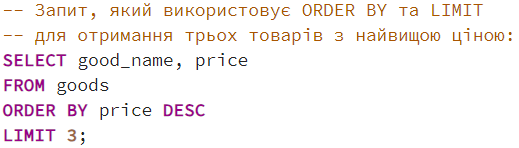 -- Запит, який використовує ORDER BY та LIMIT
-- для отримання трьох товарів з найвищою ціною:
SELECT good_name, price
FROM goods
ORDER BY price DESC
LIMIT 3;